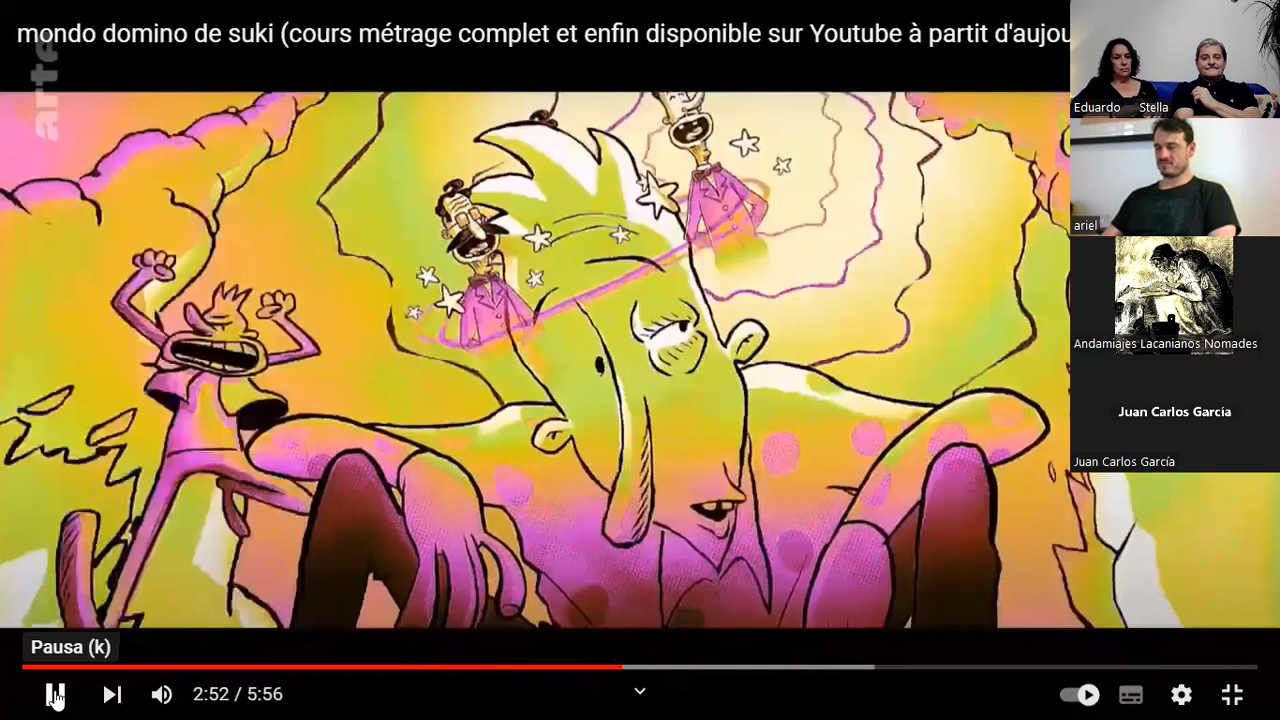 mondo domino de suki (cours métrage complet et enfin disponible sur Youtube à partit d'aujou
arte
Eduardo Stella
ariel
Andamiajes Lacanianos Nomades
Juan Carlos García
Juan Carlos García
Pausa (k)
2:52 / 5:56